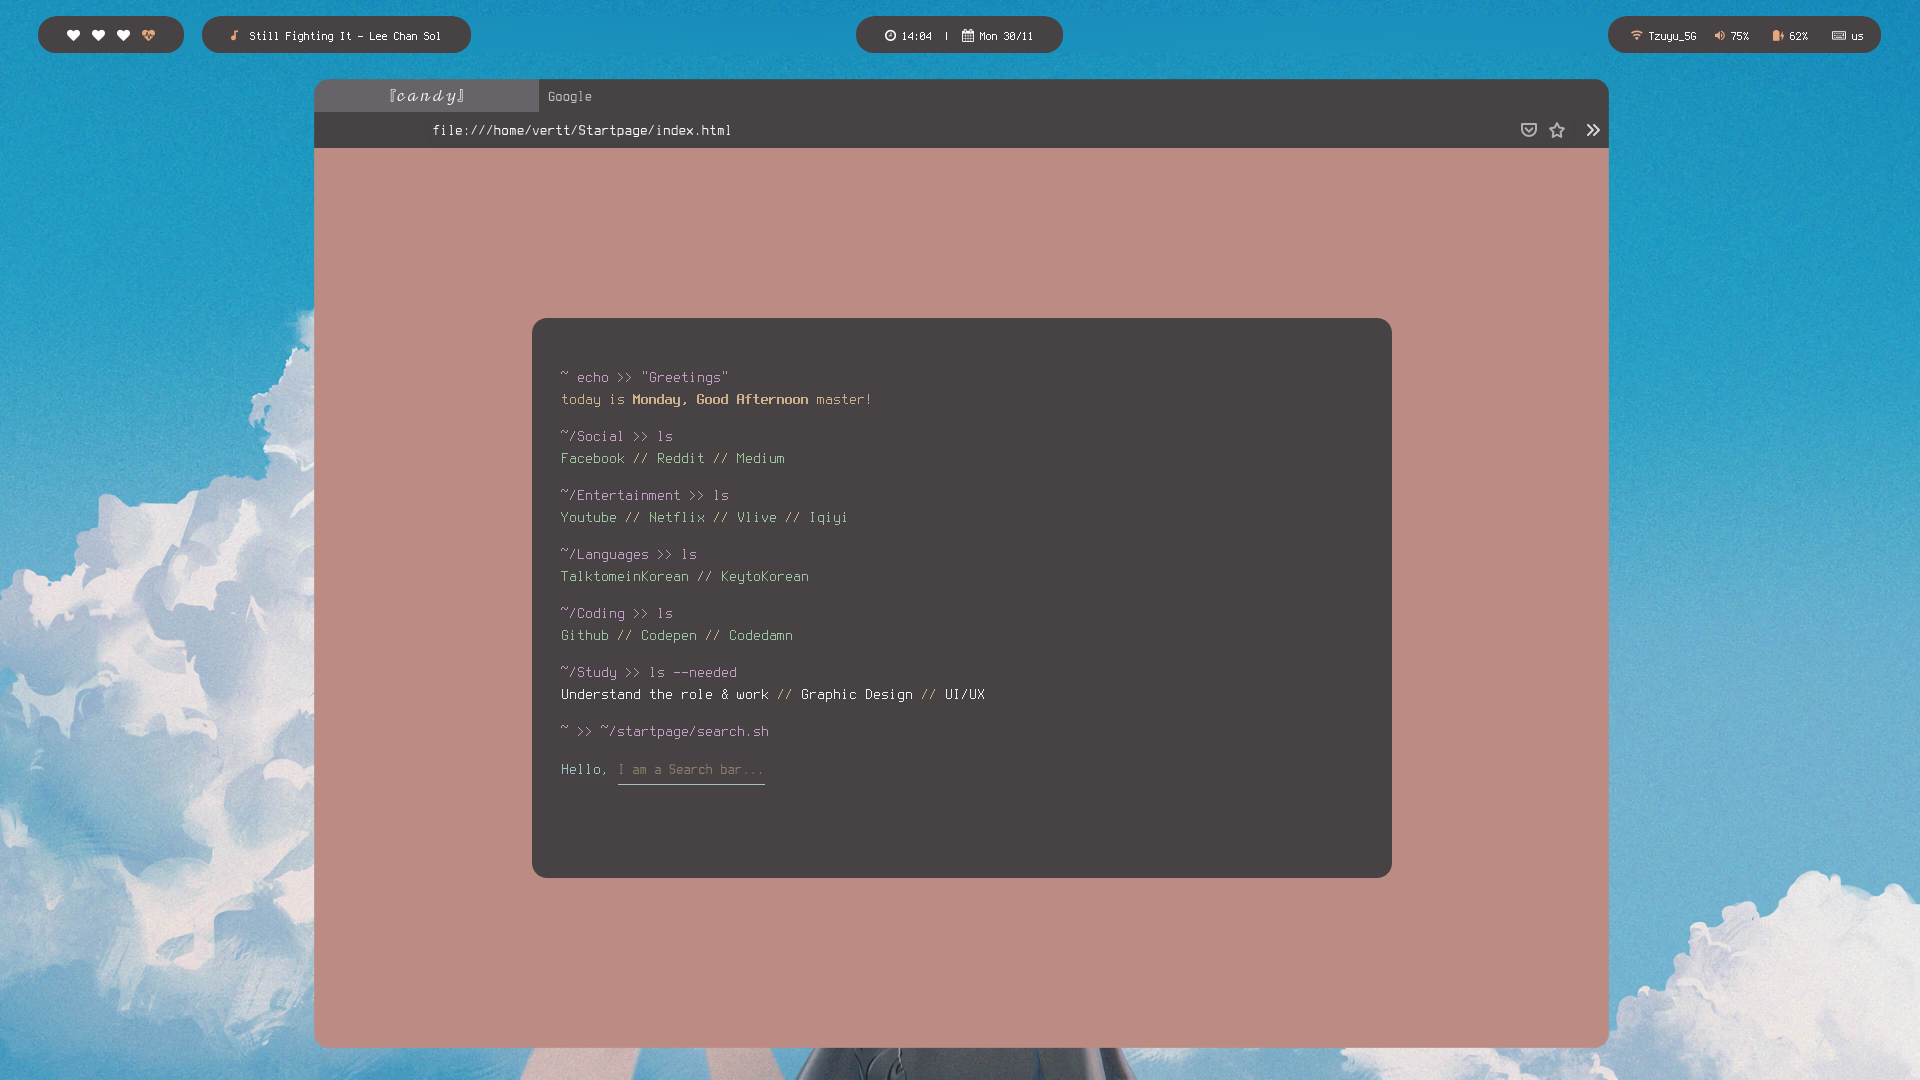 Still Fighting It - Lee Chan Sol
14:04 | Mon 30/11
Tzuyu_5G 75% 62% us
『candy』 Google
file:///home/vertt/Startpage/index.html
~ echo >> "Greetings"
today is Monday, Good Afternoon master!
~/Social >> ls
Facebook // Reddit // Medium
~/Entertainment >> ls
Youtube // Netflix // Vlive // Iqiyi
~/Languages >> ls
TalktomeinKorean // KeytoKorean
~/Coding >> ls
Github // Codepen // Codedamn
~/Study >> ls --needed
Understand the role & work // Graphic Design // UI/UX
~ >> ~/startpage/search.sh
Hello, I am a Search bar...